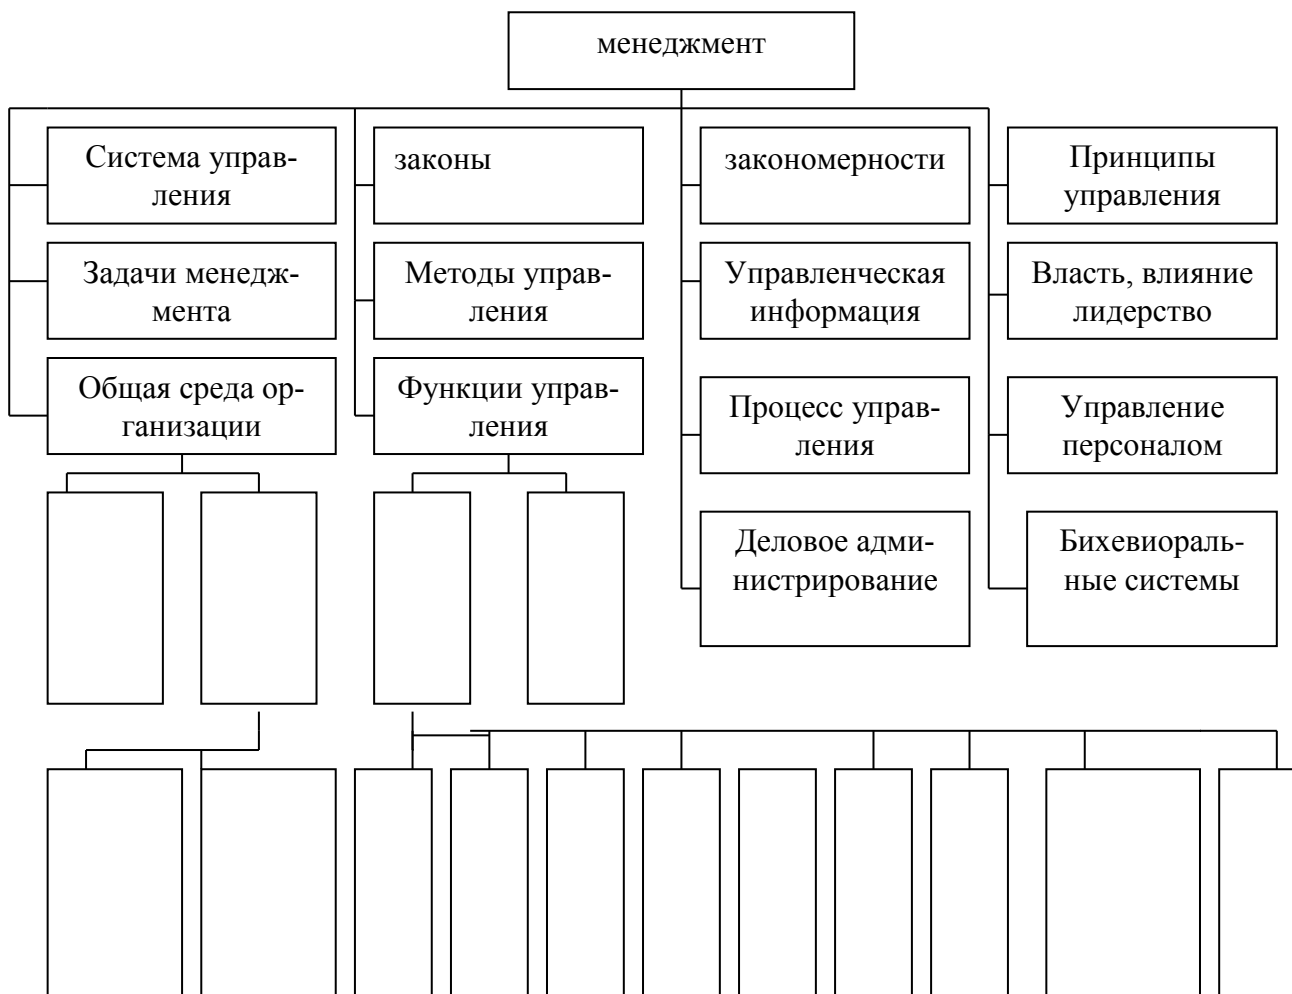 менеджмент
Система управ-
ления
законы
закономерности
Принципы
управления
Задачи менедж-
мента
Методы управ-
ления
Управленческая
информация
Власть, влияние
лидерство
Общая среда ор-
ганизации
Функции управ-
ления
Процесс управ-
ления
Управление
персоналом
Деловое адми-
нистрирование
Бихевиораль-
ные системы